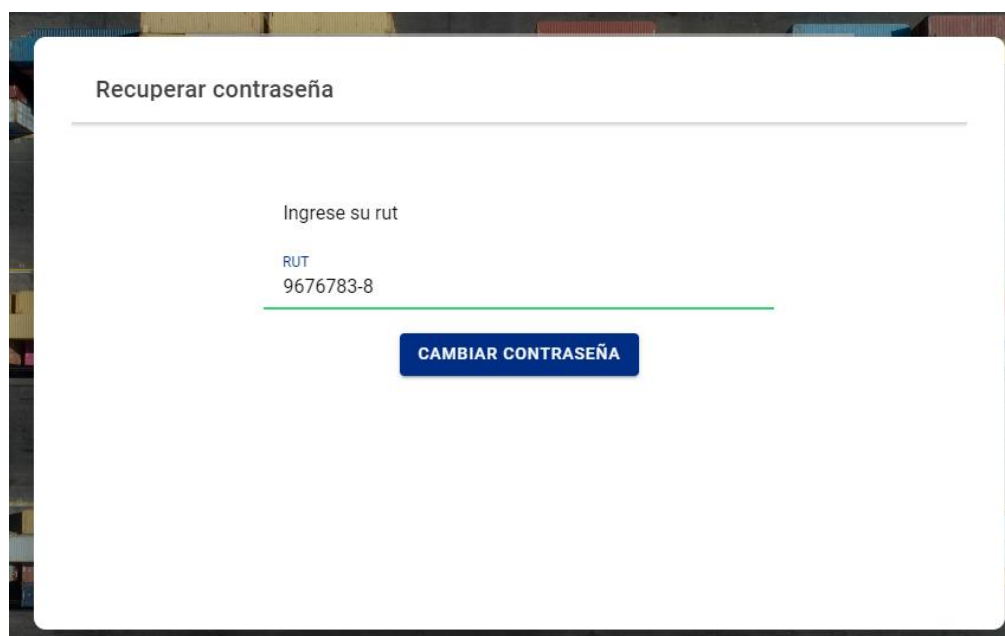 Recuperar contraseña
Ingrese su rut
RUT
9676783-8
CAMBIAR CONTRASEÑA